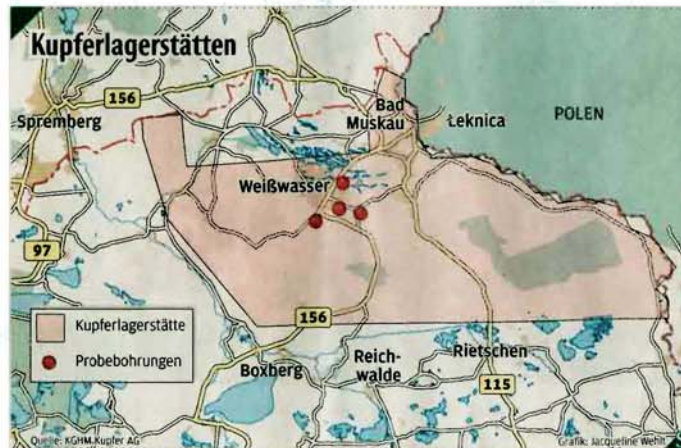 Kupferlagerstätten
156
Spremberg
Bad
Muskau
Łeknica
POLEN
Weißwasser
97
Kupferlagerstätte
Probebohrungen
156
Boxberg
Reich-
walde
Rietschen
115
Quelle: KGHM Kupfer AG
Grafik: Jacqueline Wehlt